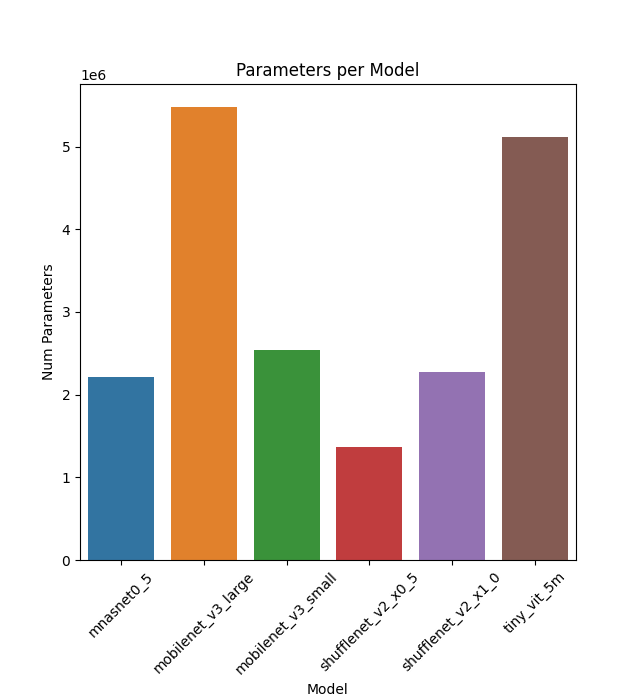 Parameters per Model
1e6
5
4
3
2
1
0
Num Parameters
mnasnet0_5
mobilenet_v3_large
mobilenet_v3_small
shufflenet_v2_x0_5
shufflenet_v2_x1_0
tiny_vit_5m
Model